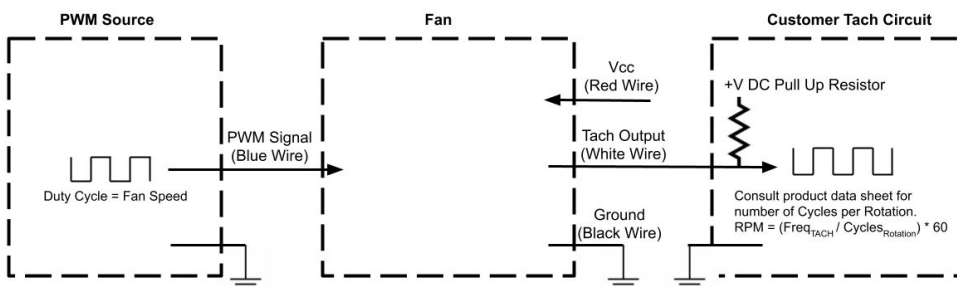 PWM Source
Fan
Customer Tach Circuit
Vcc
(Red Wire)
+V DC Pull Up Resistor
PWM Signal
(Blue Wire)
Tach Output
(White Wire)
Duty Cycle = Fan Speed
Consult product data sheet for
number of Cycles per Rotation.
RPM = (FreqTACH / CyclesRotation) * 60
Ground
(Black Wire)